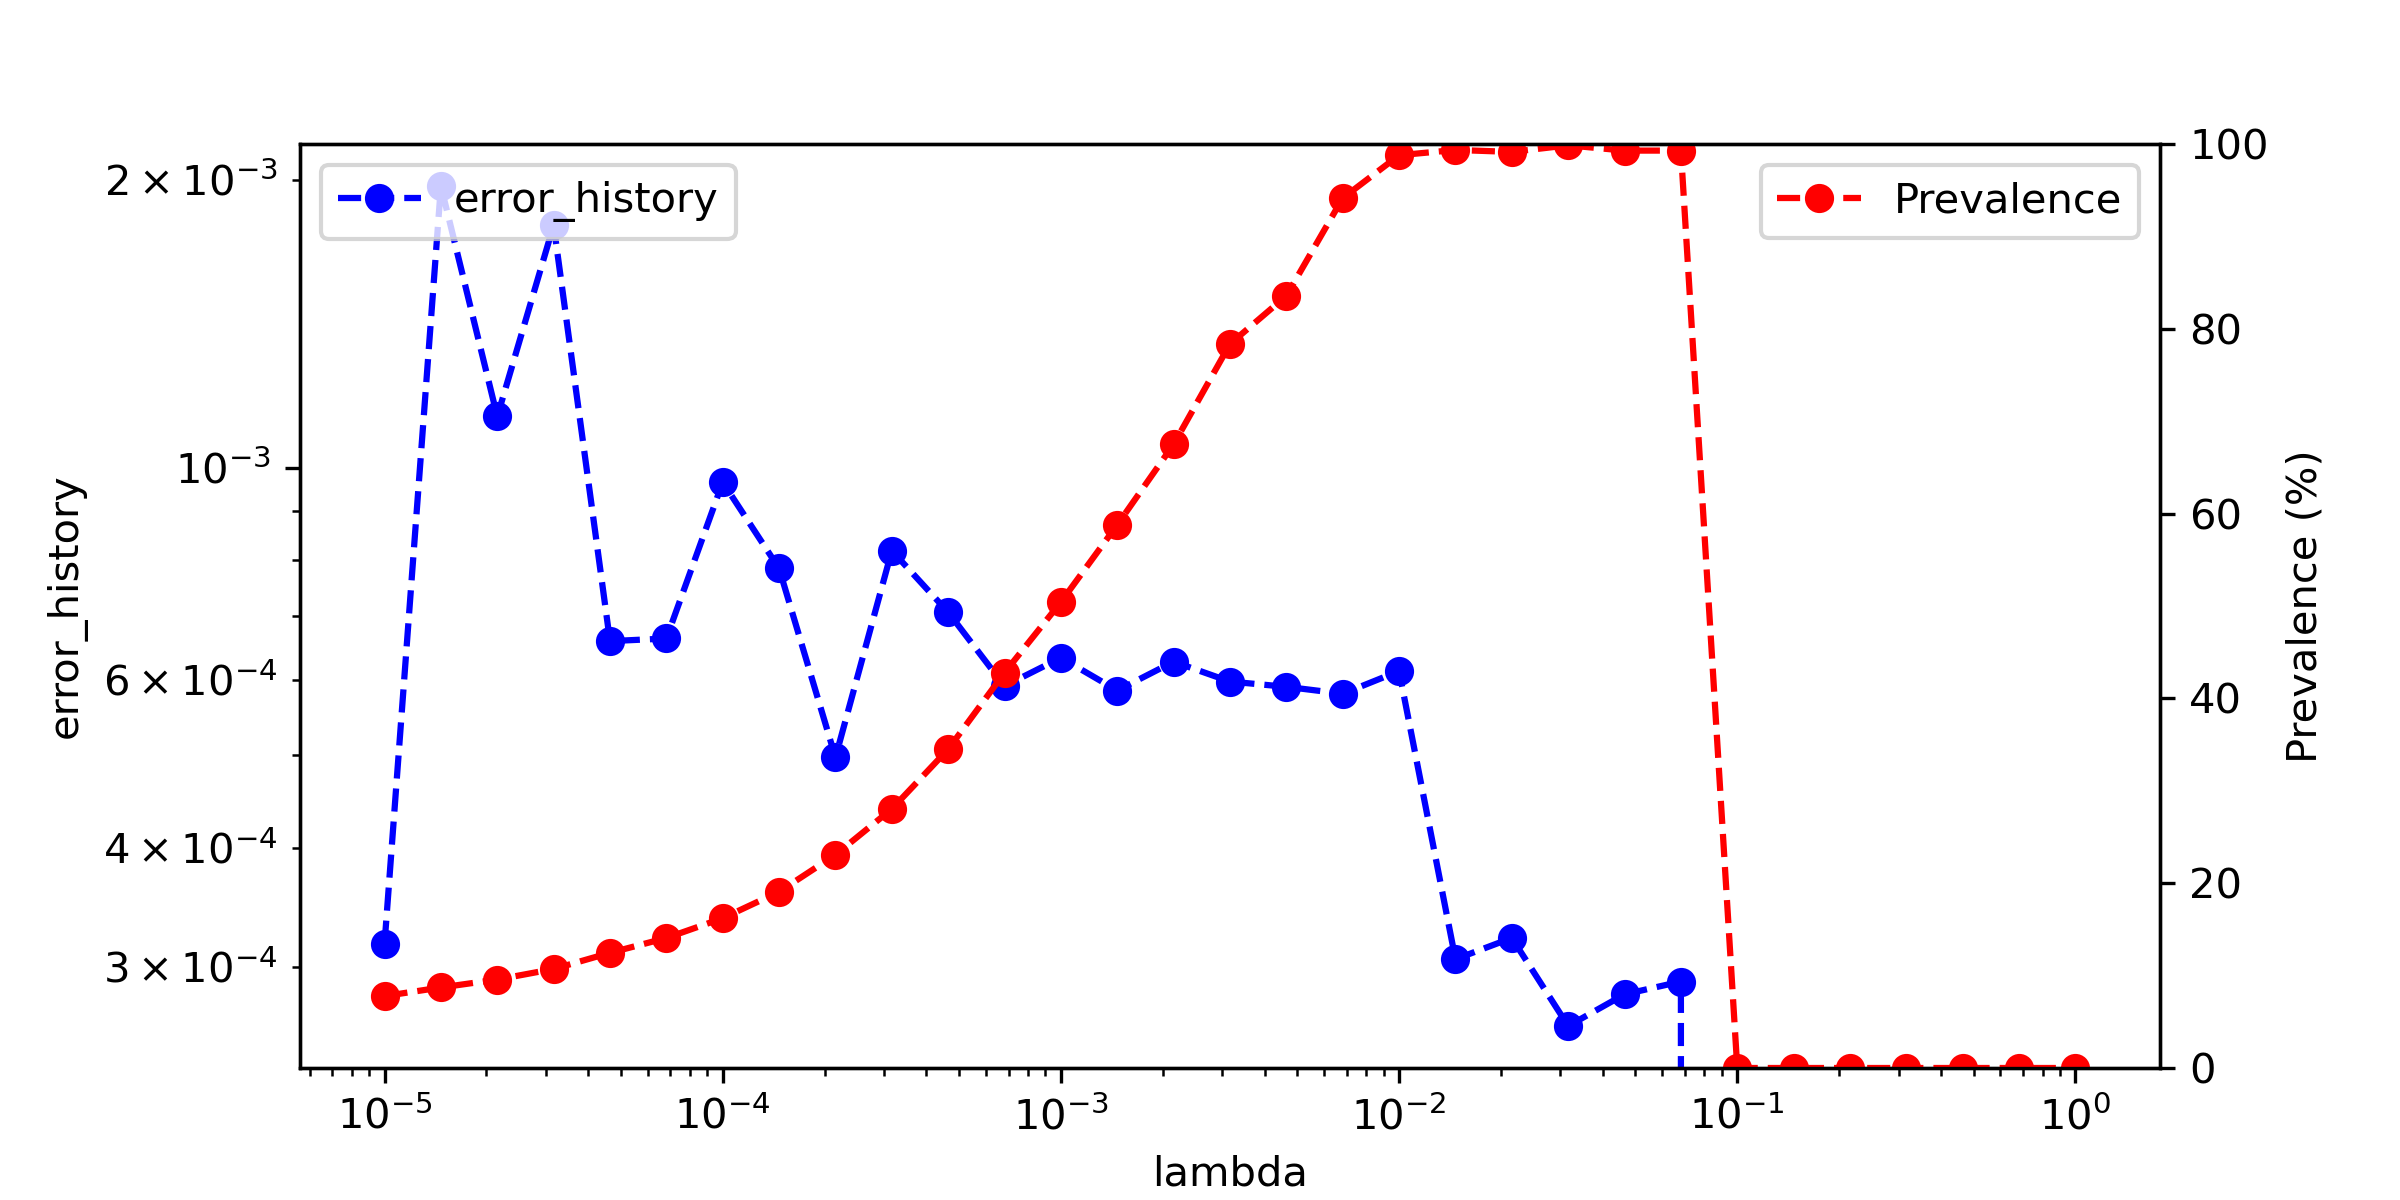 error_history
Prevalence
2 × 10⁻³
10⁻³
6 × 10⁻⁴
4 × 10⁻⁴
3 × 10⁻⁴
error_history
100
80
60
40
20
0
Prevalence (%)
10⁻⁵ 10⁻⁴ 10⁻³ 10⁻² 10⁻¹ 10⁰
lambda